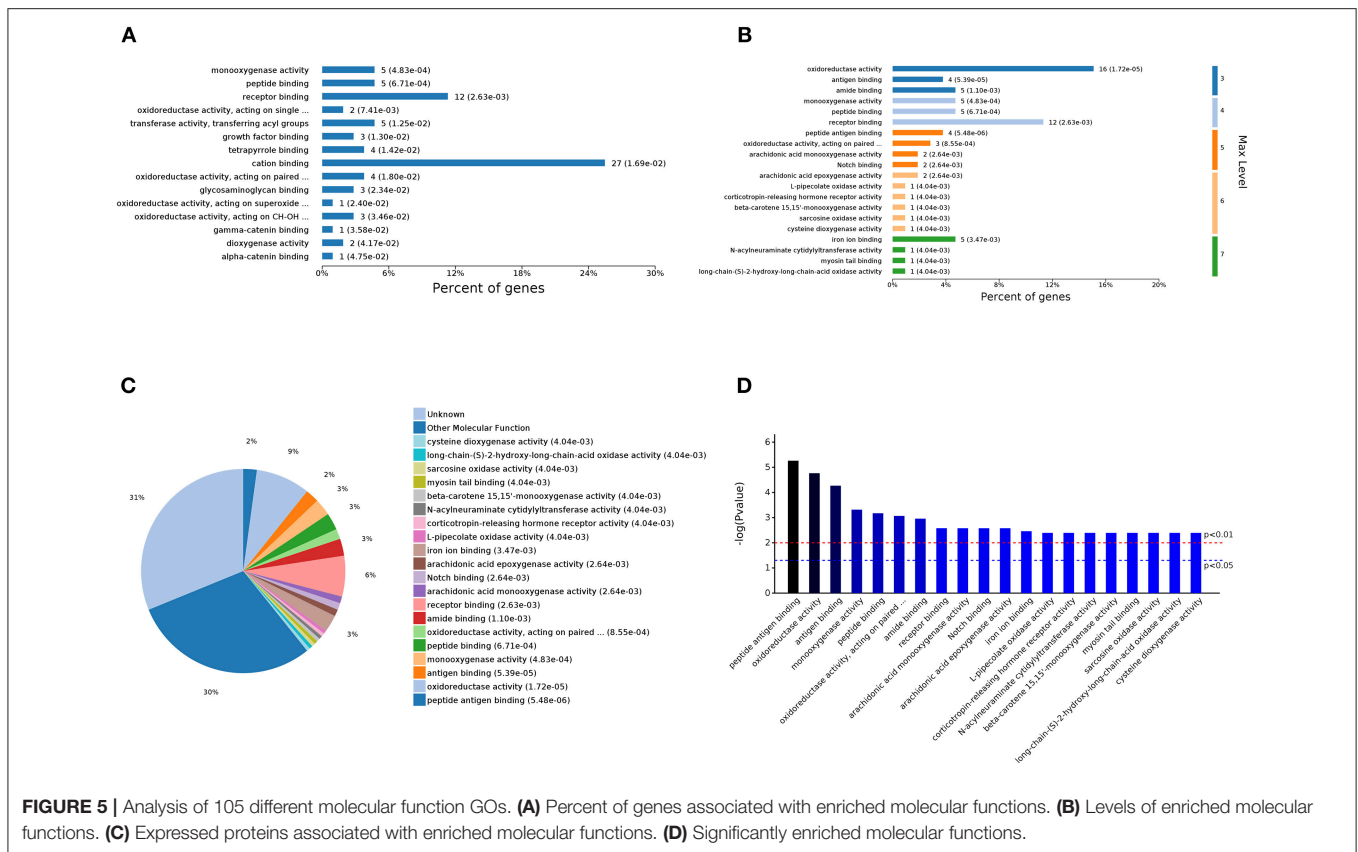 A
monooxygenase activity 5 (4.83e-04)
peptide binding 5 (6.71e-04)
receptor binding 12 (2.63e-03)
oxidoreductase activity, acting on single ... 2 (7.41e-03)
transferase activity, transferring acyl groups 5 (1.25e-02)
growth factor binding 3 (1.30e-02)
tetrapyrrole binding 4 (1.42e-02)
cation binding 27 (1.69e-02)
oxidoreductase activity, acting on paired ... 4 (1.80e-02)
glycosaminoglycan binding 3 (2.34e-02)
oxidoreductase activity, acting on superoxide ... 1 (2.40e-02)
oxidoreductase activity, acting on CH-OH ... 3 (3.46e-02)
gamma-catenin binding 1 (3.58e-02)
dioxygenase activity 2 (4.17e-02)
alpha-catenin binding 1 (4.75e-02)
0% 6% 12% 18% 24% 30%
Percent of genes
B
oxidoreductase activity 16 (1.72e-05)
antigen binding 4 (5.39e-05)
amide binding 5 (1.10e-03)
monooxygenase activity 5 (4.83e-04)
peptide binding 5 (6.71e-04)
receptor binding 12 (2.63e-03)
peptide antigen binding 4 (5.48e-06)
oxidoreductase activity, acting on paired ... 3 (8.55e-04)
arachidonic acid monooxygenase activity 2 (2.64e-03)
Notch binding 2 (2.64e-03)
arachidonic acid epoxygenase activity 2 (2.64e-03)
L-pipecolate oxidase activity 1 (4.04e-03)
corticotropin-releasing hormone receptor activity 1 (4.04e-03)
beta-carotene 15,15'-monooxygenase activity 1 (4.04e-03)
sarcosine oxidase activity 1 (4.04e-03)
cysteine dioxygenase activity 1 (4.04e-03)
iron ion binding 5 (3.47e-03)
N-acylneuraminate cytidylyltransferase activity 1 (4.04e-03)
myosin tail binding 1 (4.04e-03)
long-chain-(S)-2-hydroxy-long-chain-acid oxidase activity 1 (4.04e-03)
0% 4% 8% 12% 16% 20%
Percent of genes
3
4
5
6
7
Max Level
C
2%
9%
2%
3%
3%
3%
6%
3%
30%
31%
Unknown
Other Molecular Function
cysteine dioxygenase activity (4.04e-03)
long-chain-(S)-2-hydroxy-long-chain-acid oxidase activity (4.04e-03)
sarcosine oxidase activity (4.04e-03)
myosin tail binding (4.04e-03)
beta-carotene 15,15'-monooxygenase activity (4.04e-03)
N-acylneuraminate cytidylyltransferase activity (4.04e-03)
corticotropin-releasing hormone receptor activity (4.04e-03)
L-pipecolate oxidase activity (4.04e-03)
iron ion binding (3.47e-03)
arachidonic acid epoxygenase activity (2.64e-03)
Notch binding (2.64e-03)
arachidonic acid monooxygenase activity (2.64e-03)
receptor binding (2.63e-03)
amide binding (1.10e-03)
oxidoreductase activity, acting on paired ... (8.55e-04)
peptide binding (6.71e-04)
monooxygenase activity (4.83e-04)
antigen binding (5.39e-05)
oxidoreductase activity (1.72e-05)
peptide antigen binding (5.48e-06)
D
-log(Pvalue)
6
5
4
3
2
1
0
p<0.01
p<0.05
peptide antigen binding
oxidoreductase activity
antigen binding
monooxygenase activity
peptide binding
oxidoreductase activity, acting on paired ...
amide binding
receptor binding
arachidonic acid monooxygenase activity
Notch binding
arachidonic acid epoxygenase activity
iron ion binding
L-pipecolate oxidase activity
corticotropin-releasing hormone receptor activity
N-acylneuraminate cytidylyltransferase activity
beta-carotene 15,15'-monooxygenase activity
myosin tail binding
sarcosine oxidase activity
long-chain-(S)-2-hydroxy-long-chain-acid oxidase activity
cysteine dioxygenase activity
FIGURE 5 | Analysis of 105 different molecular function GOs. (A) Percent of genes associated with enriched molecular functions. (B) Levels of enriched molecular
functions. (C) Expressed proteins associated with enriched molecular functions. (D) Significantly enriched molecular functions.